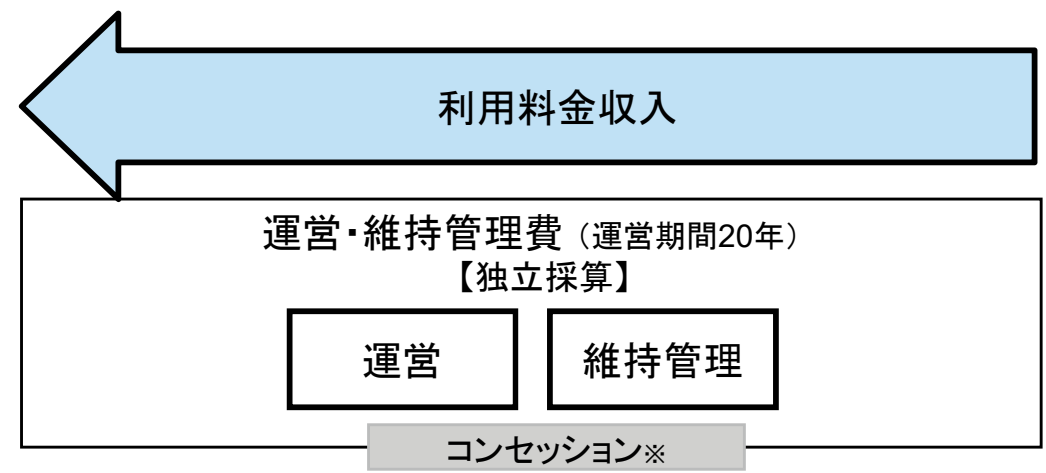 利用料金収入
運営・維持管理費（運営期間20年）
【独立採算】
運営
維持管理
コンセッション※